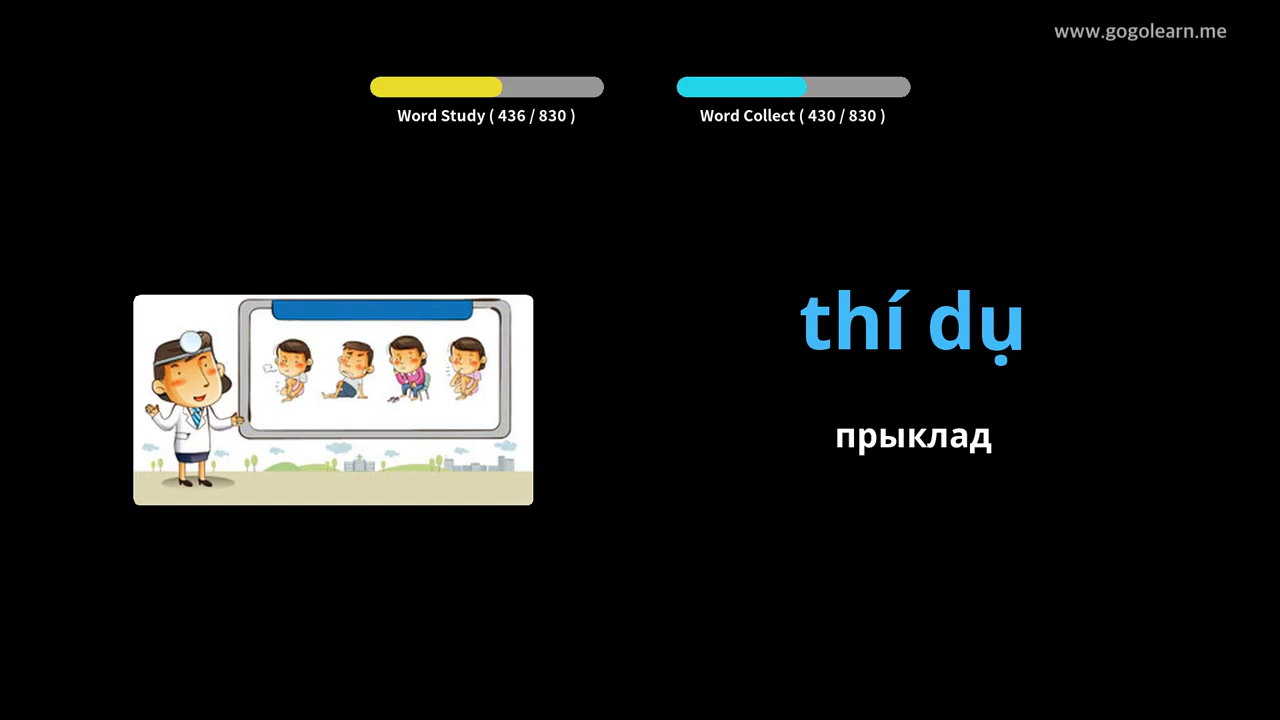 www.gogolearn.me
Word Study ( 436 / 830 )
Word Collect ( 430 / 830 )
thí dụ
прыклад